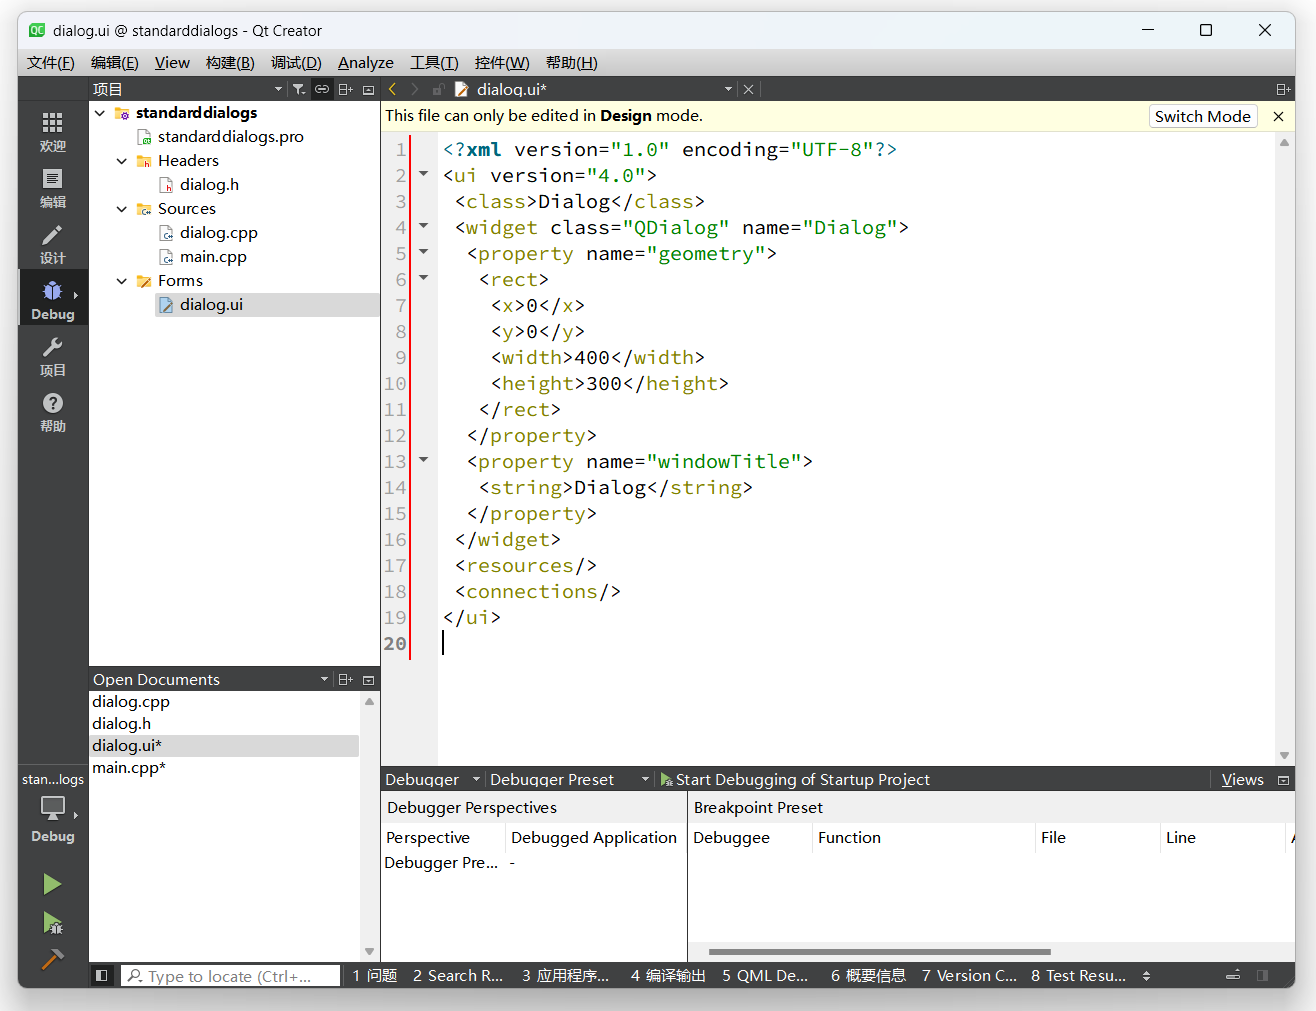 dialog.ui @ standarddialogs - Qt Creator
文件(F) 编辑(E) View 构建(B) 调试(D) Analyze 工具(T) 控件(W) 帮助(H)
项目
dialog.ui*
欢迎
编辑
设计
Debug
项目
帮助
standarddialogs
standarddialogs.pro
Headers
dialog.h
Sources
dialog.cpp
main.cpp
Forms
dialog.ui
This file can only be edited in Design mode. Switch Mode
1 <?xml version="1.0" encoding="UTF-8"?>
2 <ui version="4.0">
3 <class>Dialog</class>
4 <widget class="QDialog" name="Dialog">
5 <property name="geometry">
6 <rect>
7 <x>0</x>
8 <y>0</y>
9 <width>400</width>
10 <height>300</height>
11 </rect>
12 </property>
13 <property name="windowTitle">
14 <string>Dialog</string>
15 </property>
16 </widget>
17 <resources/>
18 <connections/>
19 </ui>
20
Open Documents
dialog.cpp
dialog.h
dialog.ui*
main.cpp*
stan...logs
Debug
Debugger Debugger Preset Start Debugging of Startup Project Views
Debugger Perspectives
Perspective Debugged Application
Debugger Pre... -
Breakpoint Preset
Debuggee Function File Line
Type to locate (Ctrl+...
1 问题 2 Search R... 3 应用程序... 4 编译输出 5 QML De... 6 概要信息 7 Version C... 8 Test Resu...